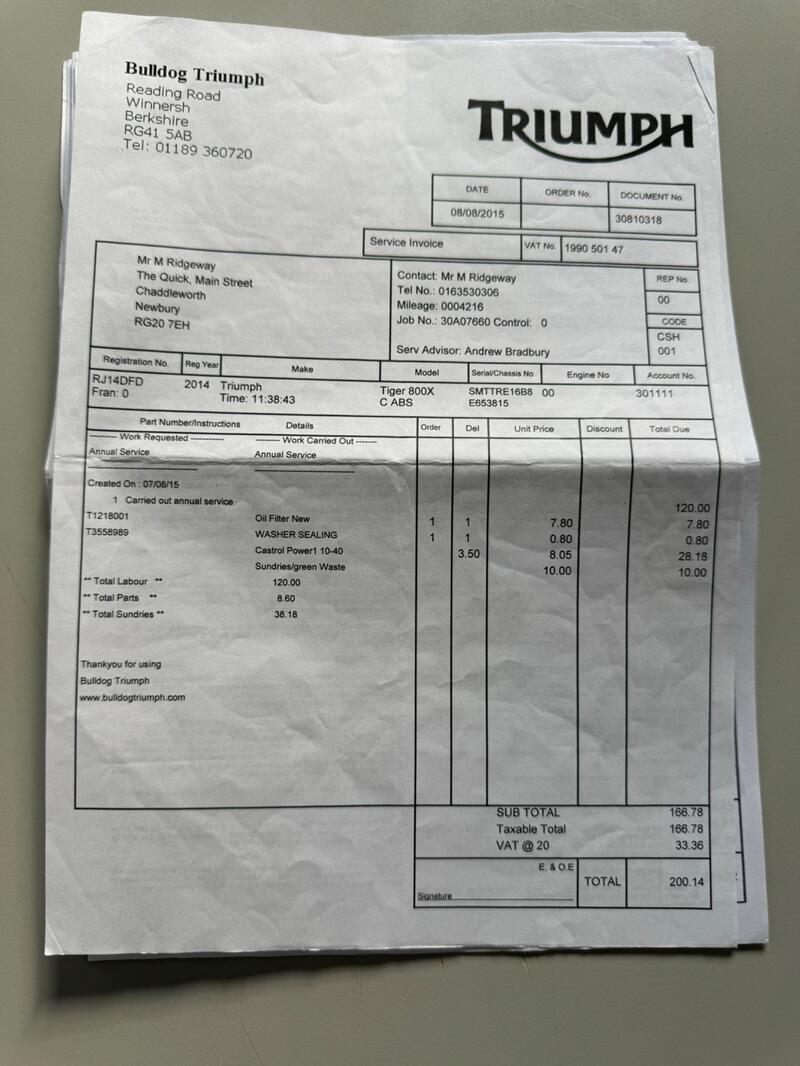 Bulldog Triumph
Reading Road
Winnersh
Berkshire
RG41 5AB
Tel: 01189 360720
TRIUMPH
DATE ORDER No. DOCUMENT No.
08/08/2015 30810318
Service Invoice VAT No. 1990 501 47
Mr M Ridgeway
The Quick, Main Street
Chaddleworth
Newbury
RG20 7EH
Contact: Mr M Ridgeway
Tel No.: 0163530306
Mileage: 0004216
Job No.: 30A07660 Control: 0
Serv Advisor: Andrew Bradbury
REP No.
00
CODE
CSH
001
Registration No. Reg Year Make Model Serial/Chassis No Engine No Account No.
RJ14DFD 2014 Triumph Tiger 800X SMTTRE16B8 00 301111
Fran: 0 Time: 11:38:43 C ABS E653815
Part Number/Instructions Details Order Del Unit Price Discount Total Due
-------- Work Requested ----------- -------- Work Carried Out -------
Annual Service Annual Service
Created On : 07/08/15
1 Carried out annual service 120.00
T1218001 Oil Filter New 1 1 7.80 7.80
T3558989 WASHER SEALING 1 1 0.80 0.80
Castrol Power1 10-40 3.50 8.05 28.18
Sundries/green Waste 10.00 10.00
** Total Labour ** 120.00
** Total Parts ** 8.60
** Total Sundries ** 38.18
Thankyou for using
Bulldog Triumph
www.bulldogtriumph.com
SUB TOTAL 166.78
Taxable Total 166.78
VAT @ 20 33.36
E. & O.E
Signature
TOTAL 200.14